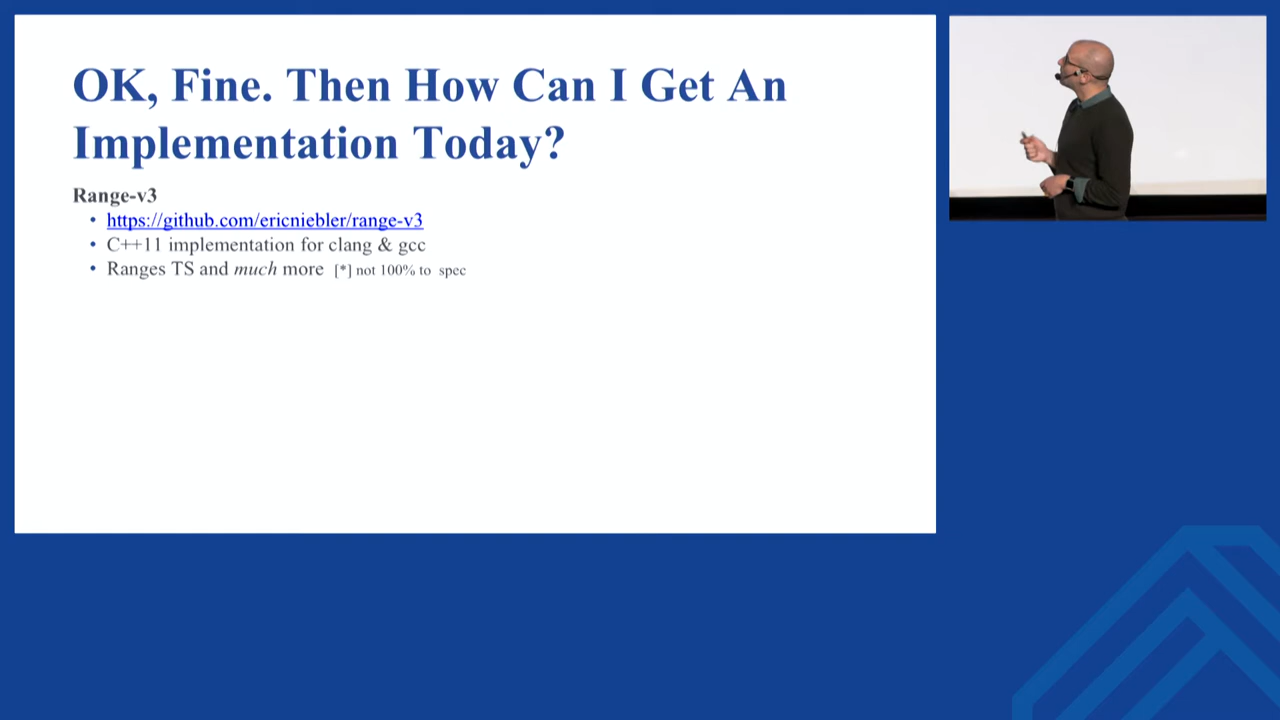 OK, Fine. Then How Can I Get An
Implementation Today?
Range-v3
• https://github.com/ericniebler/range-v3
• C++11 implementation for clang & gcc
• Ranges TS and much more [*] not 100% to spec